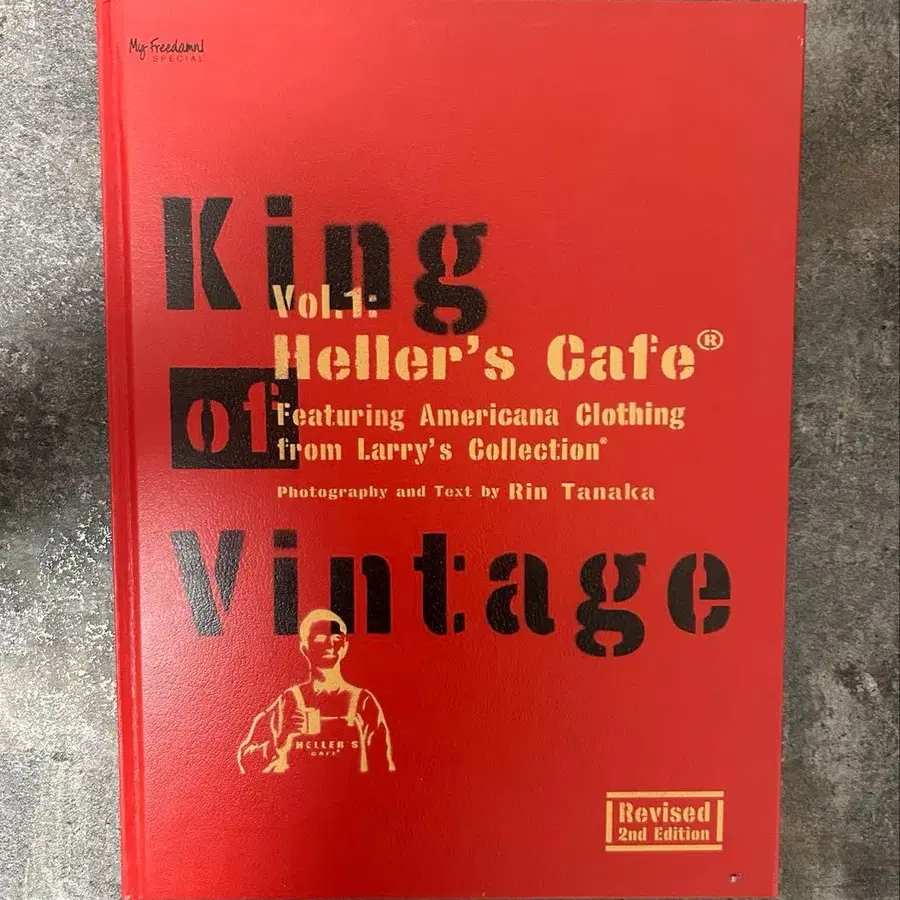 My Freedamn!
SPECIAL
King
Vol.1:
Heller's Cafe®
of
Featuring Americana Clothing
from Larry's Collection®
Photography and Text by Rin Tanaka
Vintage
HELLER'S
CAFE®
Revised
2nd Edition